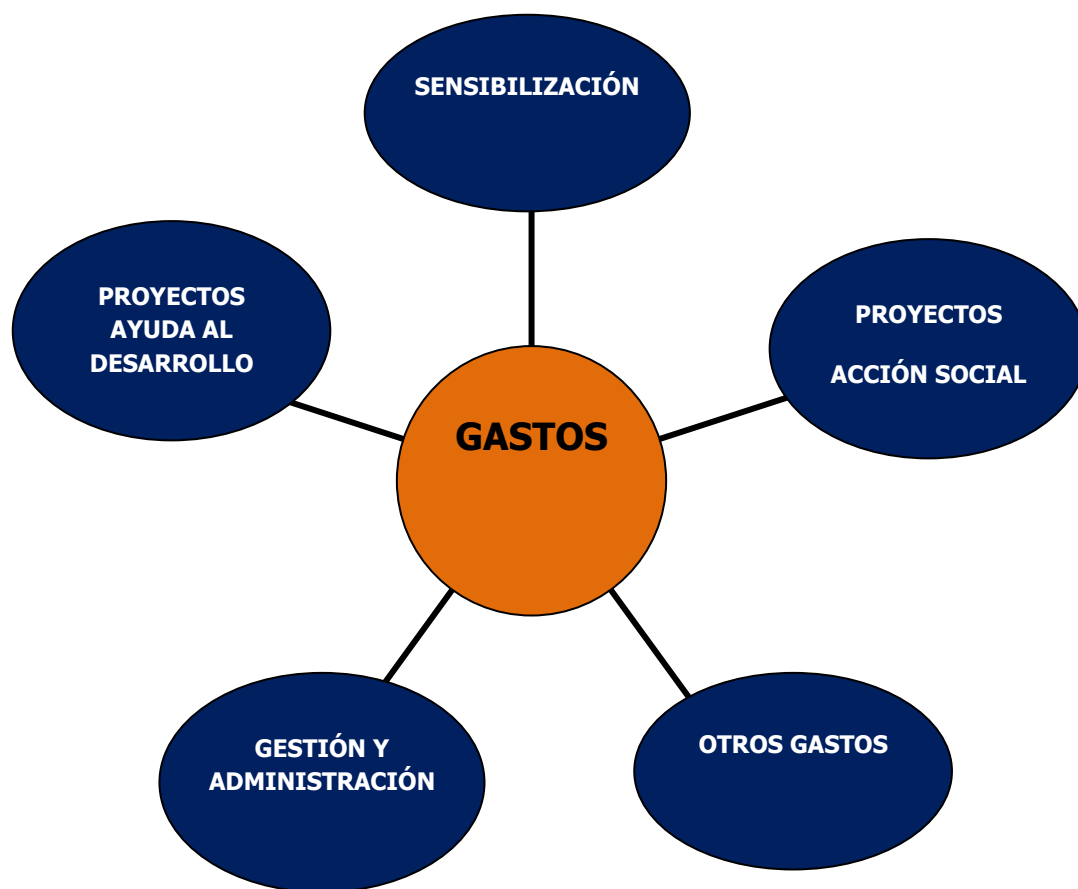 SENSIBILIZACIÓN
PROYECTOS
AYUDA AL
DESARROLLO
PROYECTOS
ACCIÓN SOCIAL
GASTOS
GESTIÓN Y
ADMINISTRACIÓN
OTROS GASTOS